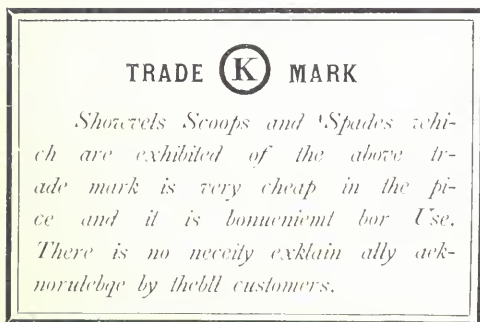 TRADE K MARK
Showvels Scoops and Spades whi-
ch are exhibited of the above tr-
ade mark is very cheap in the pi-
ce and it is bonueniemt bor Use.
There is no neceity exklain ally ack-
norulebqe by thebll customers.